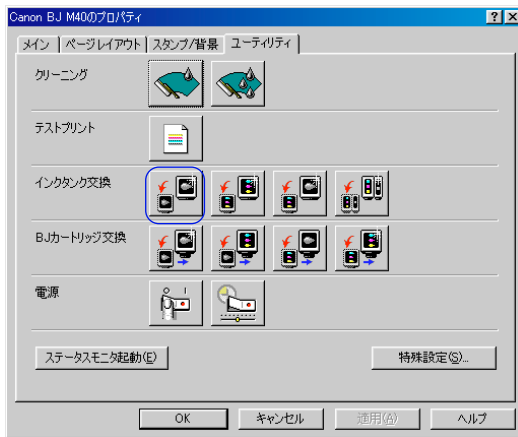 Canon BJ M40のプロパティ
メイン ページレイアウト スタンプ/背景 ユーティリティ
クリーニング
テストプリント
インクタンク交換
BJカートリッジ交換
電源
ステータスモニタ起動(E) 特殊設定(S)...
OK キャンセル 適用(A) ヘルプ